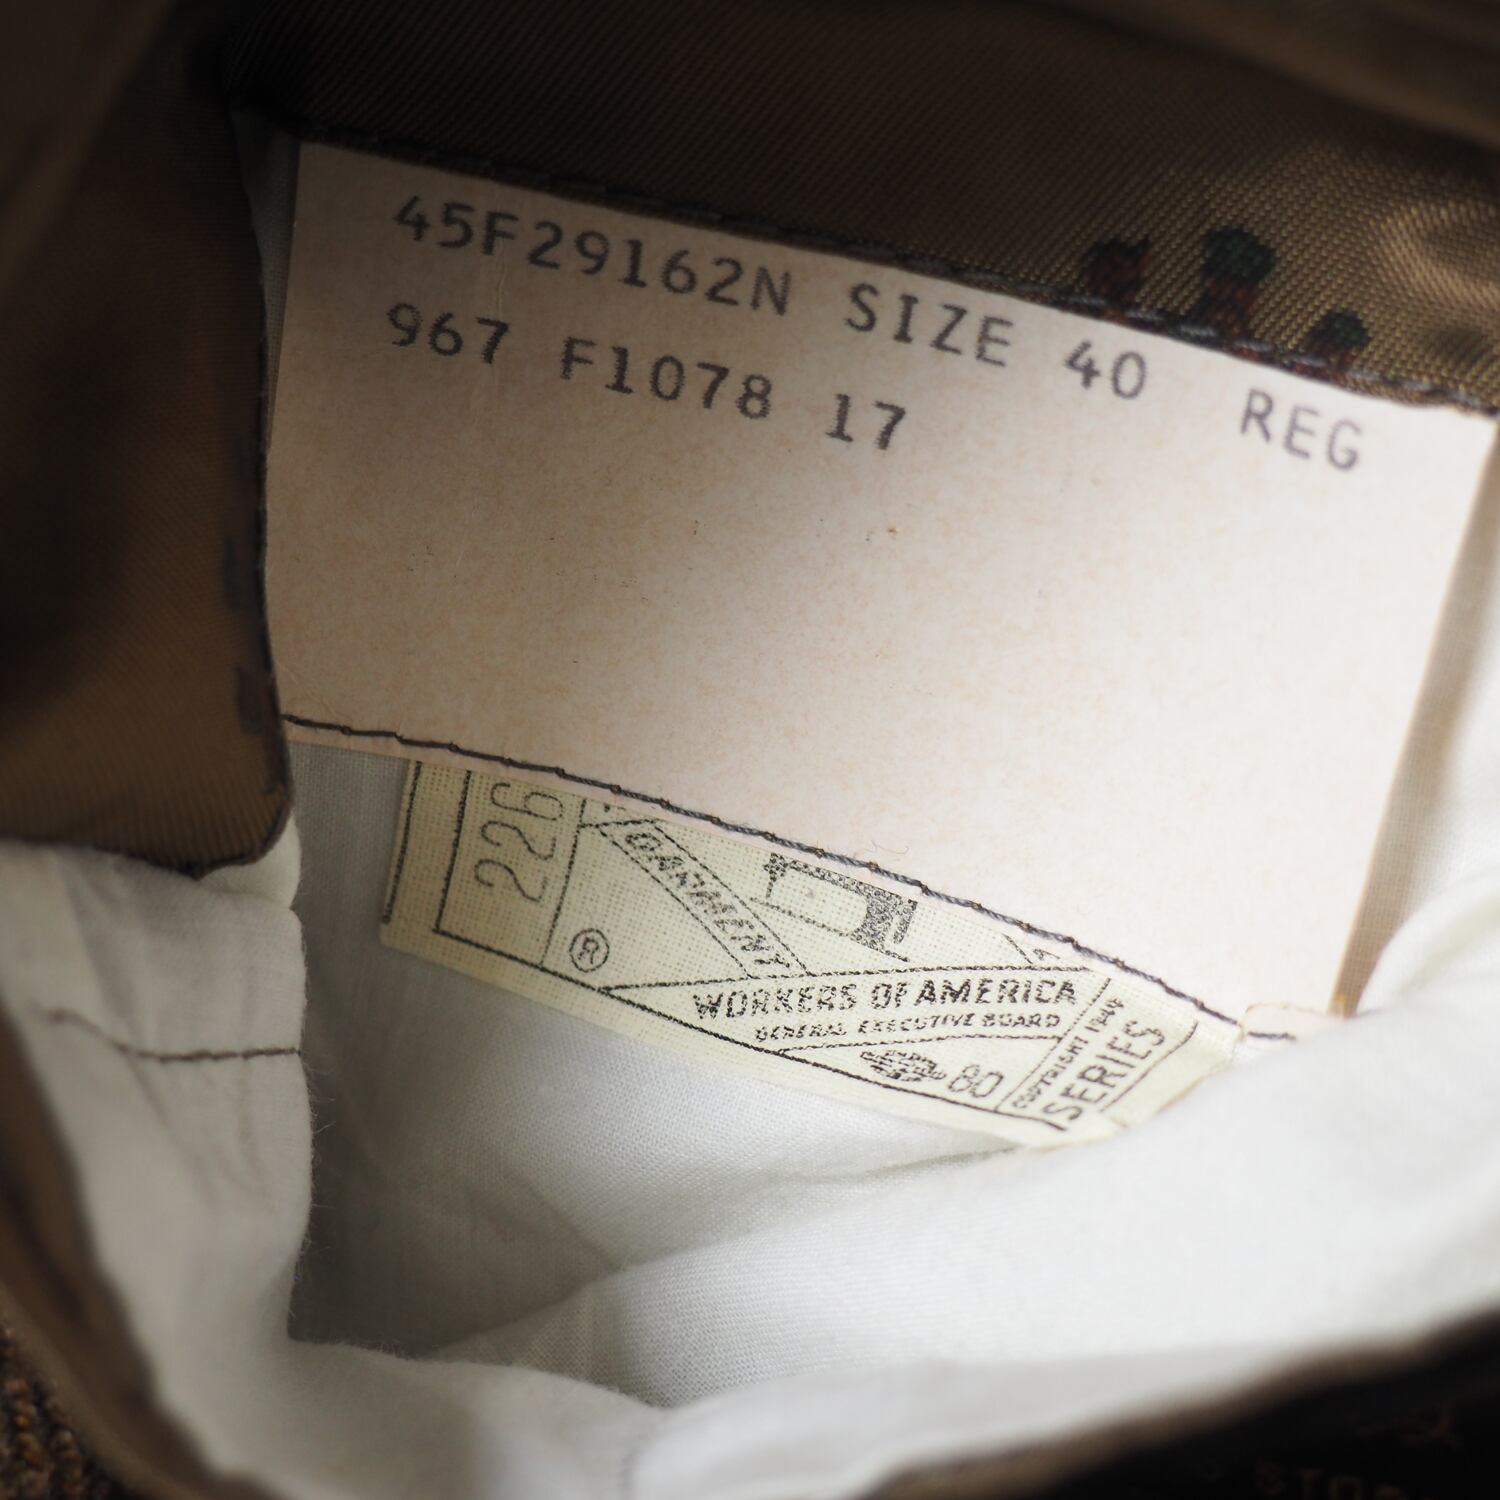 45F29162N SIZE 40 REG
967 F1078 17
226
®
GARMENT
WORKERS OF AMERICA
GENERAL EXECUTIVE BOARD
80
COPYRIGHT 1949
SERIES